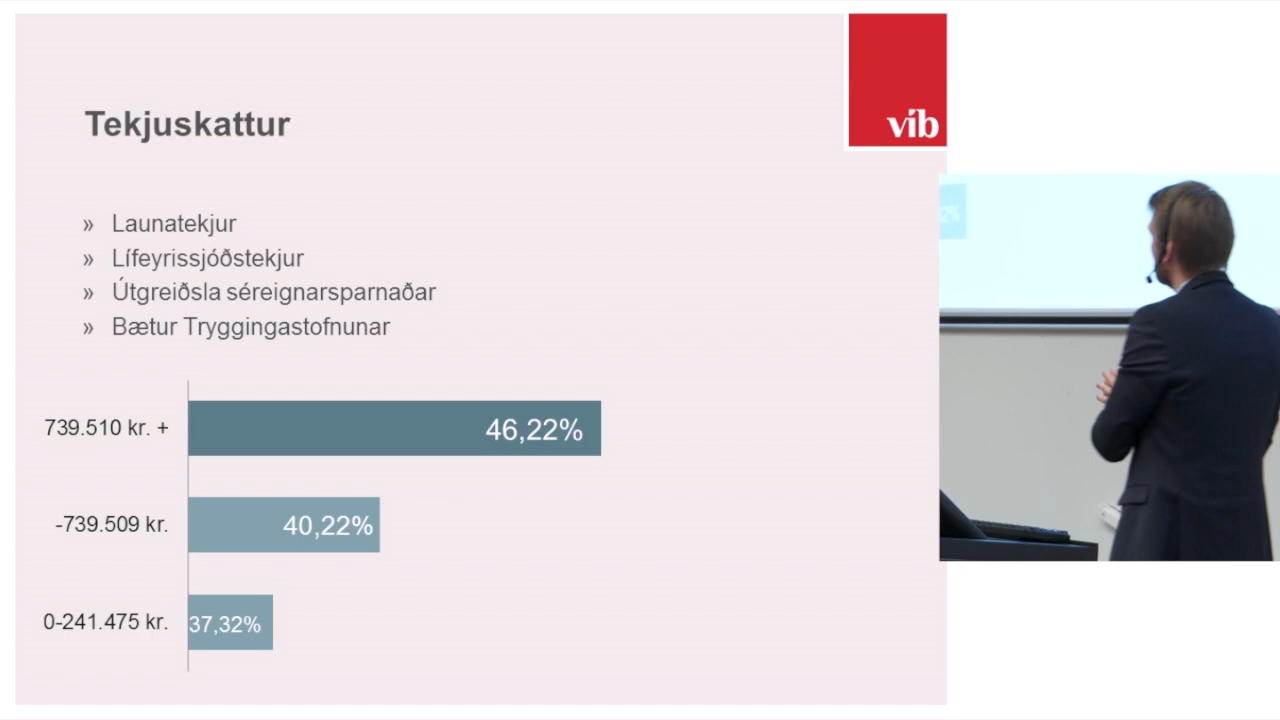 Tekjuskattur
víb
» Launatekjur
» Lífeyrissjóðstekjur
» Útgreiðsla séreignarsparnaðar
» Bætur Tryggingastofnunar
739.510 kr. +
46,22%
-739.509 kr.
40,22%
0-241.475 kr.
37,32%